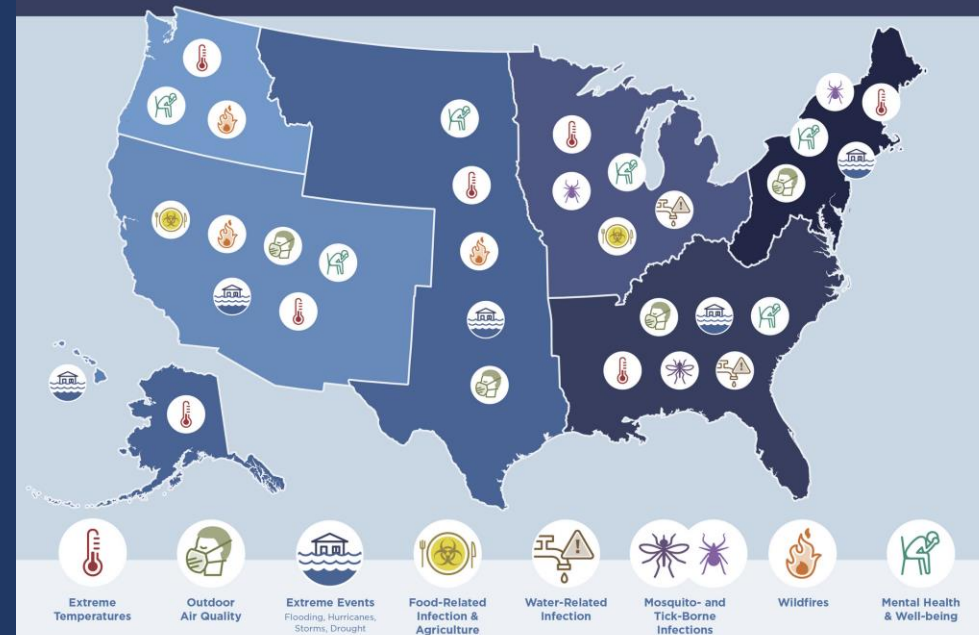 Extreme
Temperatures
Outdoor
Air Quality
Extreme Events
Flooding, Hurricanes,
Storms, Drought
Food-Related
Infection &
Agriculture
Water-Related
Infection
Mosquito- and
Tick-Borne
Infections
Wildfires
Mental Health
& Well-being